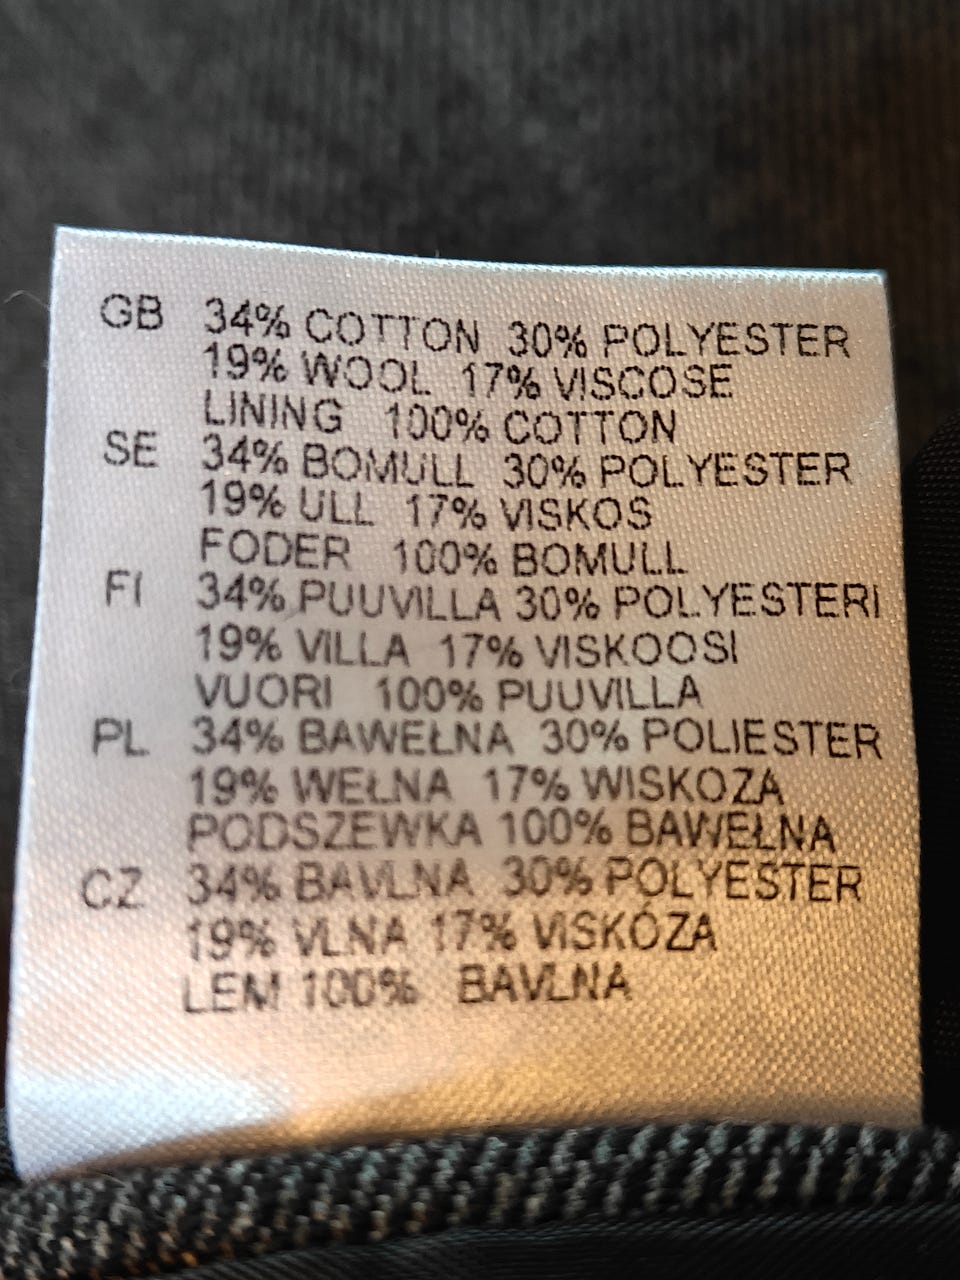 GB 34% COTTON 30% POLYESTER
19% WOOL 17% VISCOSE
LINING 100% COTTON
SE 34% BOMULL 30% POLYESTER
19% ULL 17% VISKOS
FODER 100% BOMULL
FI 34% PUUVILLA 30% POLYESTERI
19% VILLA 17% VISKOOSI
VUORI 100% PUUVILLA
PL 34% BAWEŁNA 30% POLIESTER
19% WEŁNA 17% WISKOZA
PODSZEWKA 100% BAWEŁNA
CZ 34% BAVLNA 30% POLYESTER
19% VLNA 17% VISKÓZA
LEM 100% BAVLNA